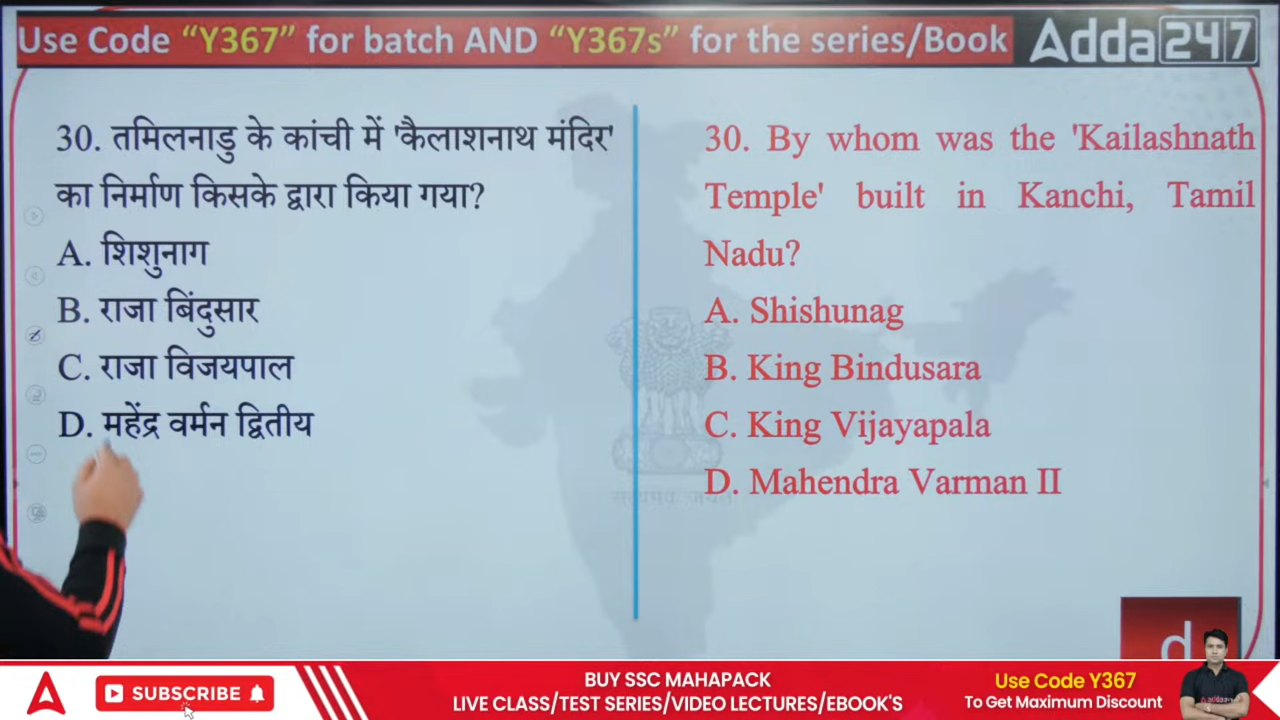 Use Code “Y367” for batch AND “Y367s” for the series/Book
Adda247
30. तमिलनाडु के कांची में 'कैलाशनाथ मंदिर'
का निर्माण किसके द्वारा किया गया?
A. शिशुनाग
B. राजा बिंदुसार
C. राजा विजयपाल
D. महेंद्र वर्मन द्वितीय
30. By whom was the 'Kailashnath
Temple' built in Kanchi, Tamil
Nadu?
A. Shishunag
B. King Bindusara
C. King Vijayapala
D. Mahendra Varman II
सत्यमेव जयते
d
SUBSCRIBE
BUY SSC MAHAPACK
LIVE CLASS/TEST SERIES/VIDEO LECTURES/EBOOK'S
Use Code Y367
To Get Maximum Discount